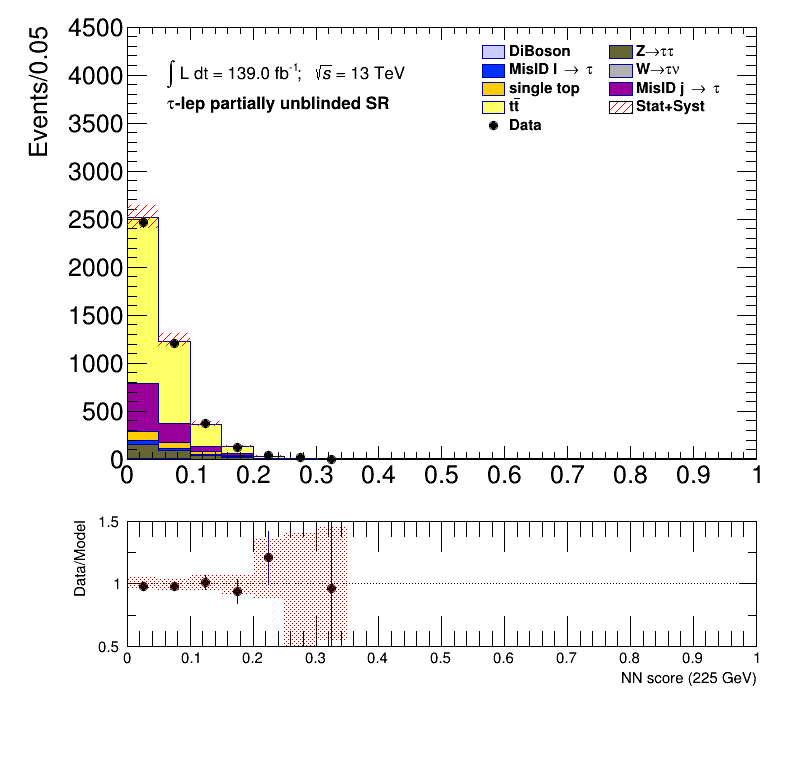 Events/0.05
4500
4000
3500
3000
2500
2000
1500
1000
500
0
∫ L dt = 139.0 fb⁻¹; √s = 13 TeV
τ-lep partially unblinded SR
DiBoson
MisID l → τ
single top
tt̄
Data
Z→ττ
W→τν
MisID j → τ
Stat+Syst
0 0.1 0.2 0.3 0.4 0.5 0.6 0.7 0.8 0.9 1
Data/Model
1.5
1
0.5
0 0.1 0.2 0.3 0.4 0.5 0.6 0.7 0.8 0.9 1
NN score (225 GeV)